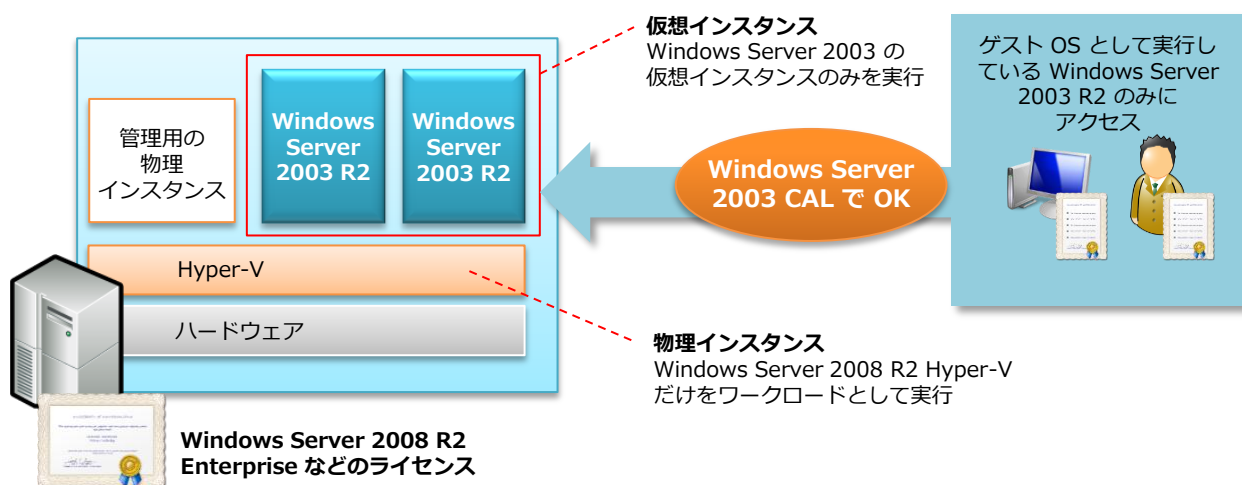 仮想インスタンス
Windows Server 2003 の
仮想インスタンスのみを実行
ゲスト OS として実行し
ている Windows Server
2003 R2 のみに
アクセス
管理用の
物理
インスタンス
Windows
Server
2003 R2
Windows
Server
2003 R2
Windows Server
2003 CAL で OK
Hyper-V
ハードウェア
物理インスタンス
Windows Server 2008 R2 Hyper-V
だけをワークロードとして実行
Windows Server 2008 R2
Enterprise などのライセンス